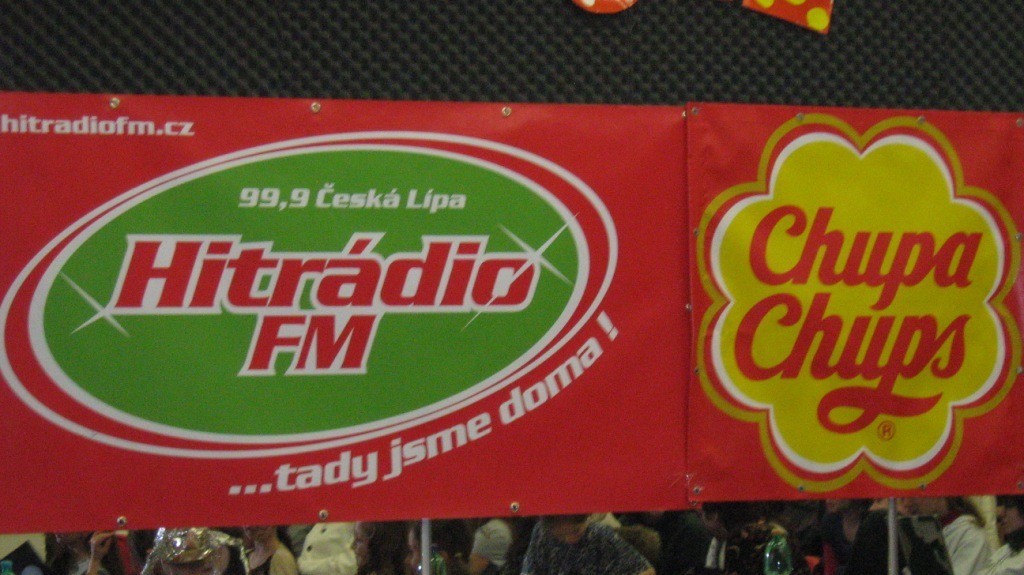 hitradiofm.cz
99,9 Česká Lípa
Hitrádio
FM
...tady jsme doma !
Chupa
Chups
®